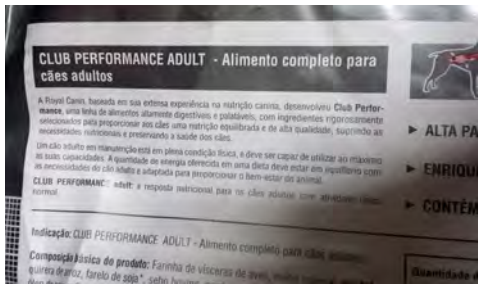 CLUB PERFORMANCE ADULT - Alimento completo para
cães adultos
A Royal Canin, baseada em sua extensa experiência na nutrição canina, desenvolveu Club Perfor-
mance, uma linha de alimentos altamente digestíveis e palatáveis, com ingredientes rigorosamente
selecionados para proporcionar aos cães uma nutrição equilibrada e de alta qualidade, suprindo as
necessidades nutricionais e preservando a saúde dos cães.
Um cão adulto em manutenção está em plena condição física, e deve ser capaz de utilizar ao máximo
as suas capacidades. A quantidade de energia oferecida em uma dieta deve estar em equilíbrio com
as necessidades do cão adulto e adaptada para proporcionar o bem-estar do animal.
CLUB PERFORMANCE adult: a resposta nutricional para os cães adultos com atividade
normal.
ALTA PA
ENRIQU
CONTÉM
Indicação: CLUB PERFORMANCE ADULT - Alimento completo para cães
Composição básica do produto: Farinha de vísceras de aves, milho
quirera de arroz, farelo de soja*, sebo
Quantidade